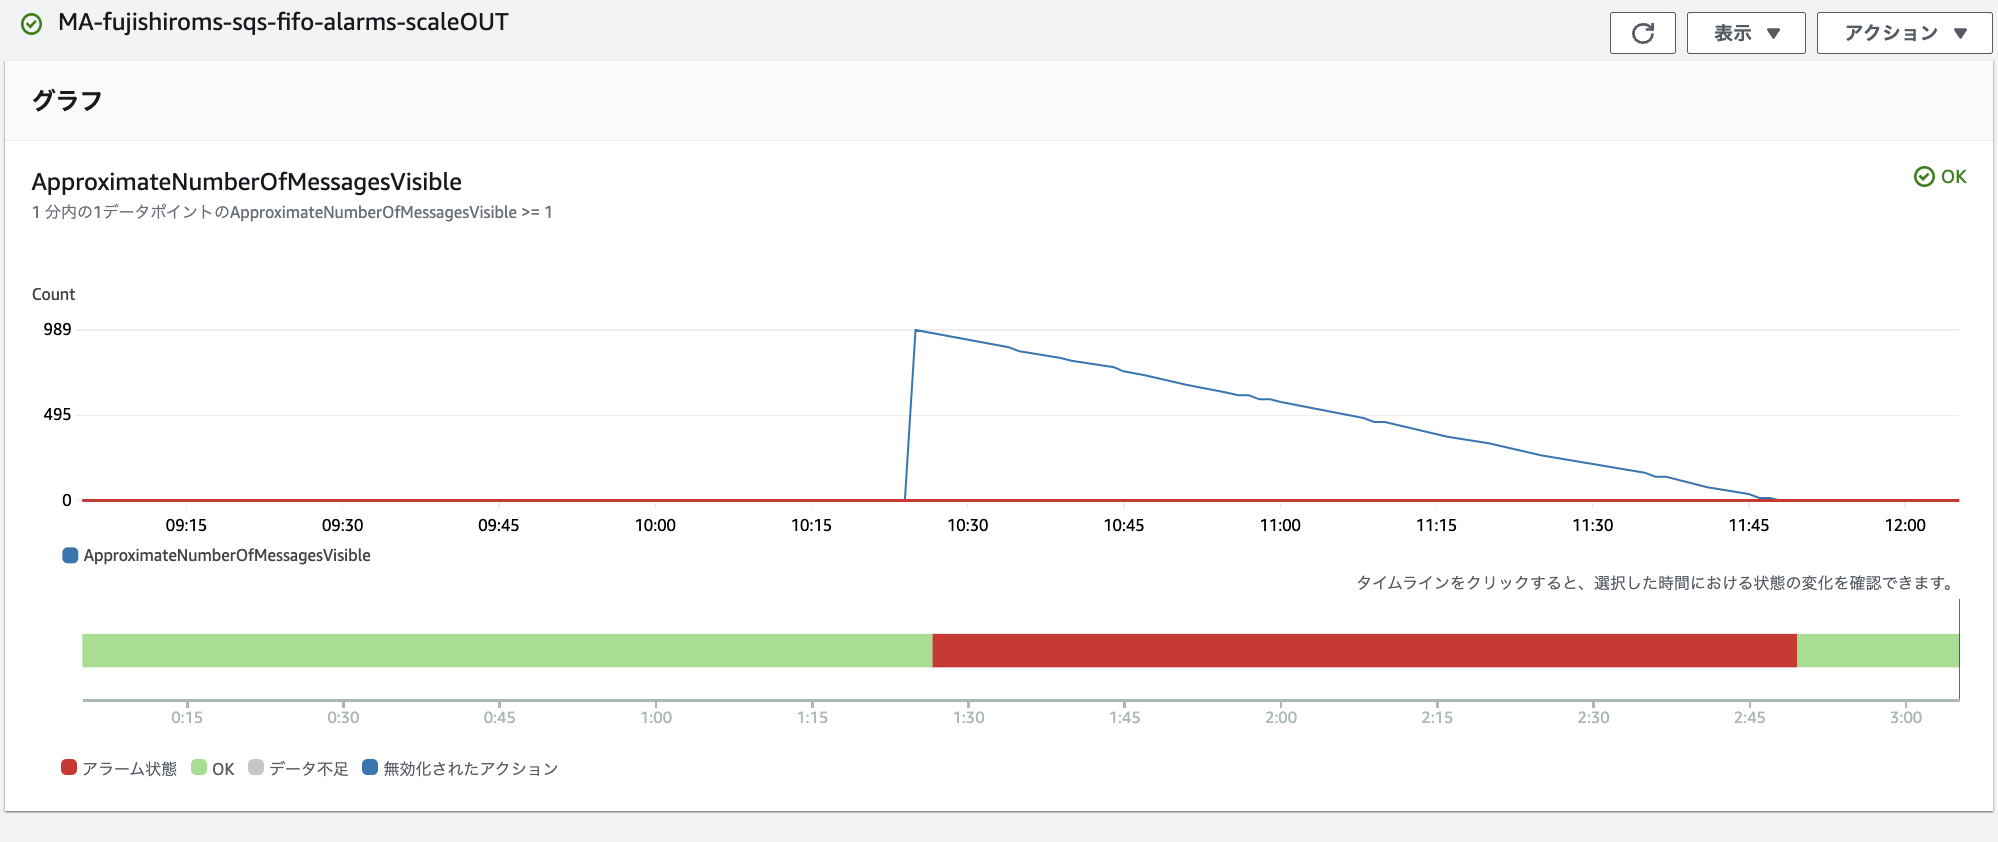 MA-fujishiroms-sqs-fifo-alarms-scaleOUT
表示 ▼
アクション ▼
グラフ
ApproximateNumberOfMessagesVisible
OK
1 分内の1データポイントのApproximateNumberOfMessagesVisible >= 1
Count
989
495
0
09:15 09:30 09:45 10:00 10:15 10:30 10:45 11:00 11:15 11:30 11:45 12:00
ApproximateNumberOfMessagesVisible
タイムラインをクリックすると、選択した時間における状態の変化を確認できます。
0:15 0:30 0:45 1:00 1:15 1:30 1:45 2:00 2:15 2:30 2:45 3:00
アラーム状態 OK データ不足 無効化されたアクション